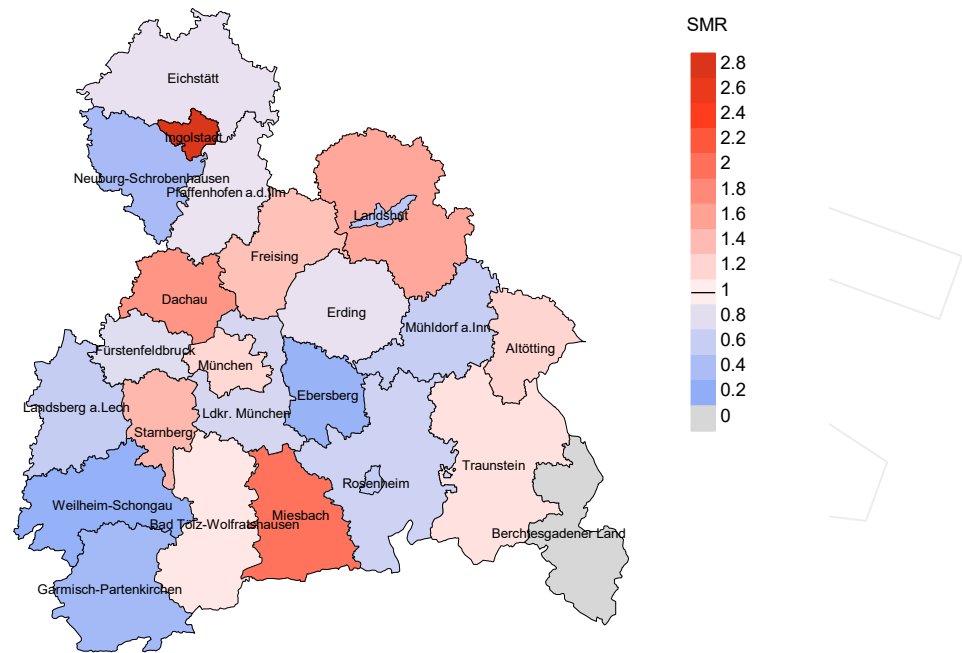 SMR
2.8
2.6
2.4
2.2
2
1.8
1.6
1.4
1.2
1
0.8
0.6
0.4
0.2
0
Eichstätt
Ingolstadt
Neuburg-Schrobenhausen
Pfaffenhofen a.d.Ilm
Landshut
Freising
Dachau
Erding
Mühldorf a.Inn
Altötting
Fürstenfeldbruck
München
Ebersberg
Landsberg a.Lech
Ldkr. München
Starnberg
Traunstein
Rosenheim
Weilheim-Schongau
Miesbach
Bad Tölz-Wolfratshausen
Berchtesgadener Land
Garmisch-Partenkirchen